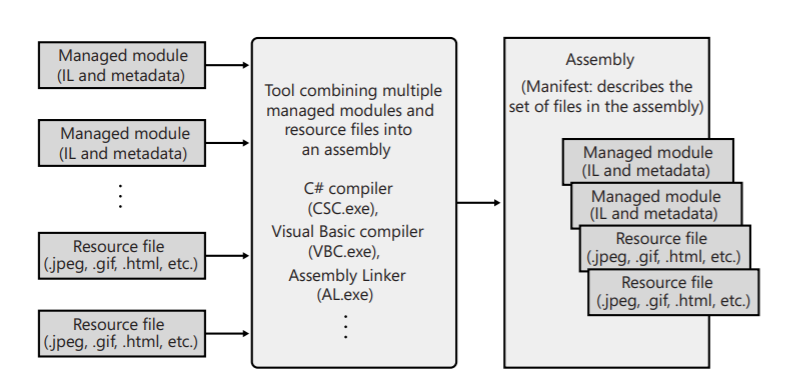 Managed module
(IL and metadata)
Managed module
(IL and metadata)
Resource file
(.jpeg, .gif, .html, etc.)
Resource file
(.jpeg, .gif, .html, etc.)
Tool combining multiple
managed modules and
resource files into
an assembly
C# compiler
(CSC.exe),
Visual Basic compiler
(VBC.exe),
Assembly Linker
(AL.exe)
Assembly
(Manifest: describes the
set of files in the assembly)
Managed module
(IL and metadata)
Managed module
(IL and metadata)
Resource file
(.jpeg, .gif, .html, etc.)
Resource file
(.jpeg, .gif, .html, etc.)